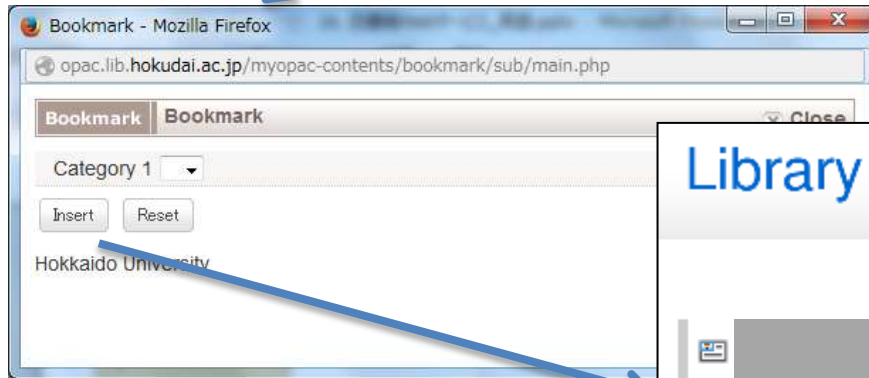 Bookmark - Mozilla Firefox
opac.lib.hokudai.ac.jp/myopac-contents/bookmark/sub/main.php
Bookmark Bookmark Close
Category 1
Insert Reset
Hokkaido University
Library